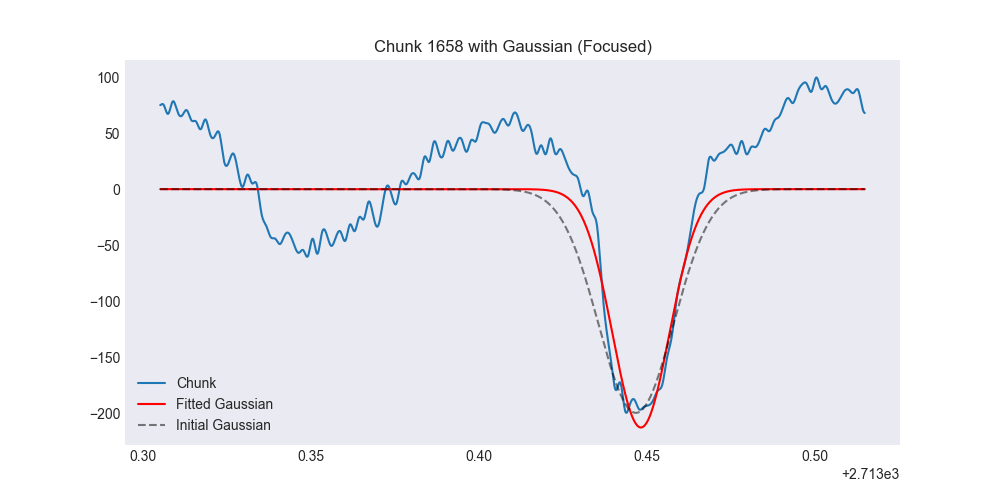 Chunk 1658 with Gaussian (Focused)
100
50
0
−50
−100
−150
−200
Chunk
Fitted Gaussian
Initial Gaussian
0.30 0.35 0.40 0.45 0.50
+2.713e3